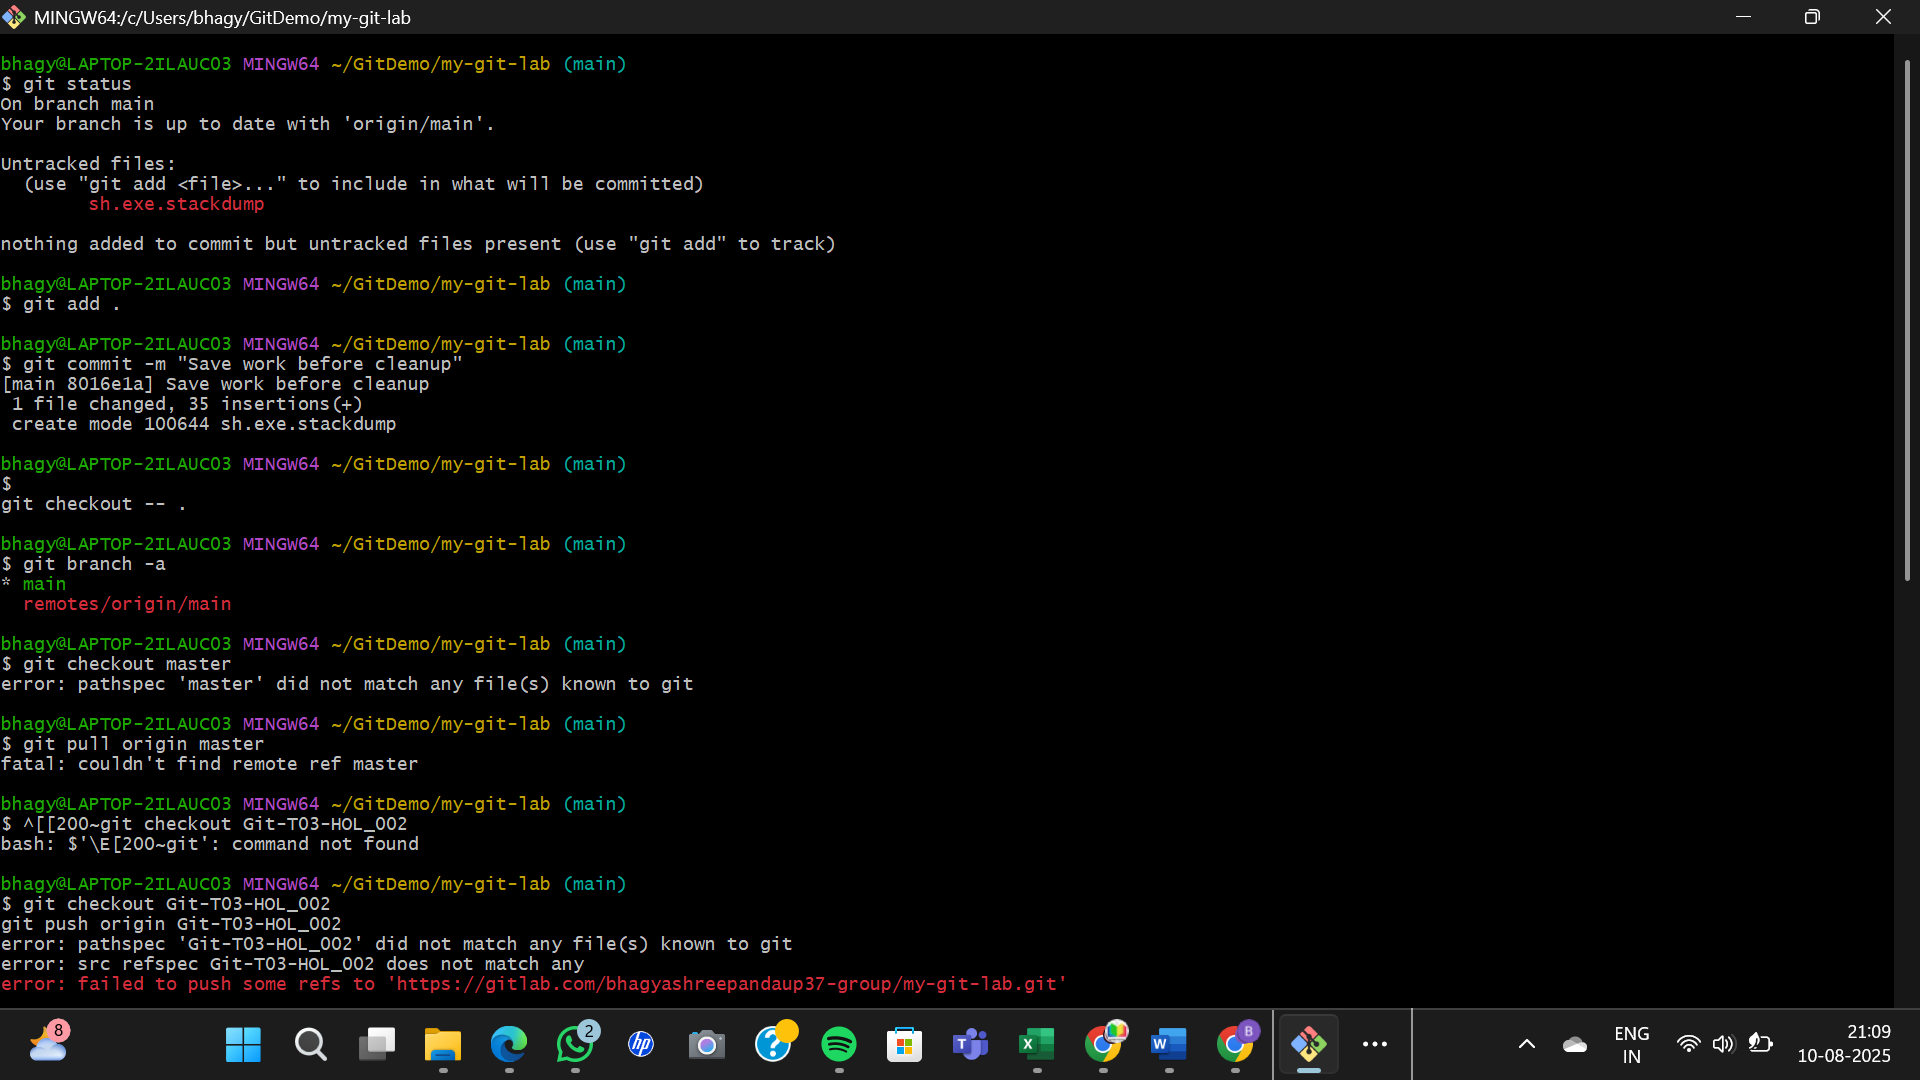 MINGW64:/c/Users/bhagy/GitDemo/my-git-lab
bhagy@LAPTOP-2ILAUC03 MINGW64 ~/GitDemo/my-git-lab (main)
$ git status
On branch main
Your branch is up to date with 'origin/main'.
Untracked files:
  (use "git add <file>..." to include in what will be committed)
        sh.exe.stackdump
nothing added to commit but untracked files present (use "git add" to track)
bhagy@LAPTOP-2ILAUC03 MINGW64 ~/GitDemo/my-git-lab (main)
$ git add .
bhagy@LAPTOP-2ILAUC03 MINGW64 ~/GitDemo/my-git-lab (main)
$ git commit -m "Save work before cleanup"
[main 8016e1a] Save work before cleanup
 1 file changed, 35 insertions(+)
 create mode 100644 sh.exe.stackdump
bhagy@LAPTOP-2ILAUC03 MINGW64 ~/GitDemo/my-git-lab (main)
$
git checkout -- .
bhagy@LAPTOP-2ILAUC03 MINGW64 ~/GitDemo/my-git-lab (main)
$ git branch -a
* main
  remotes/origin/main
bhagy@LAPTOP-2ILAUC03 MINGW64 ~/GitDemo/my-git-lab (main)
$ git checkout master
error: pathspec 'master' did not match any file(s) known to git
bhagy@LAPTOP-2ILAUC03 MINGW64 ~/GitDemo/my-git-lab (main)
$ git pull origin master
fatal: couldn't find remote ref master
bhagy@LAPTOP-2ILAUC03 MINGW64 ~/GitDemo/my-git-lab (main)
$ ^[[200~git checkout Git-T03-HOL_002
bash: $'\E[200~git': command not found
bhagy@LAPTOP-2ILAUC03 MINGW64 ~/GitDemo/my-git-lab (main)
$ git checkout Git-T03-HOL_002
git push origin Git-T03-HOL_002
error: pathspec 'Git-T03-HOL_002' did not match any file(s) known to git
error: src refspec Git-T03-HOL_002 does not match any
error: failed to push some refs to 'https://gitlab.com/bhagyashreepandaup37-group/my-git-lab.git'
8
2
hp
?
T
X
W
B
ENG
IN
21:09
10-08-2025